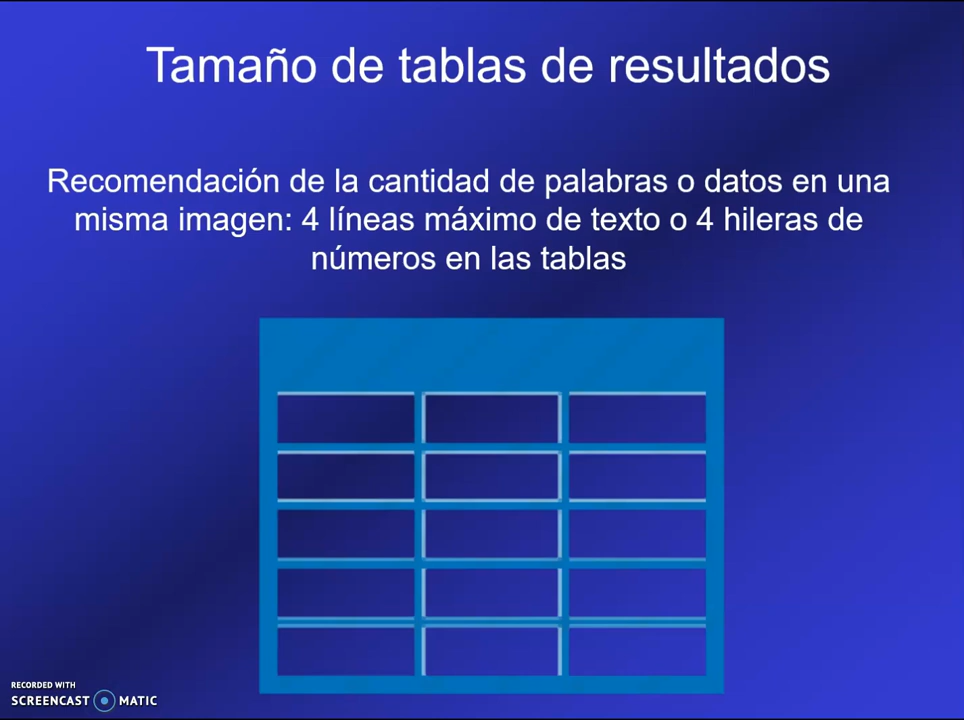 Tamaño de tablas de resultados
Recomendación de la cantidad de palabras o datos en una
misma imagen: 4 líneas máximo de texto o 4 hileras de
números en las tablas
RECORDED WITH
SCREENCAST MATIC